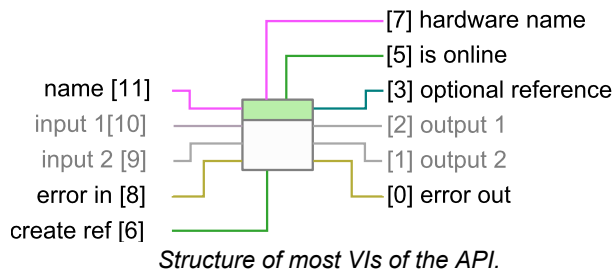 [7] hardware name
[5] is online
name [11]
[3] optional reference
input 1[10]
[2] output 1
input 2 [9]
[1] output 2
error in [8]
[0] error out
create ref [6]
Structure of most VIs of the API.